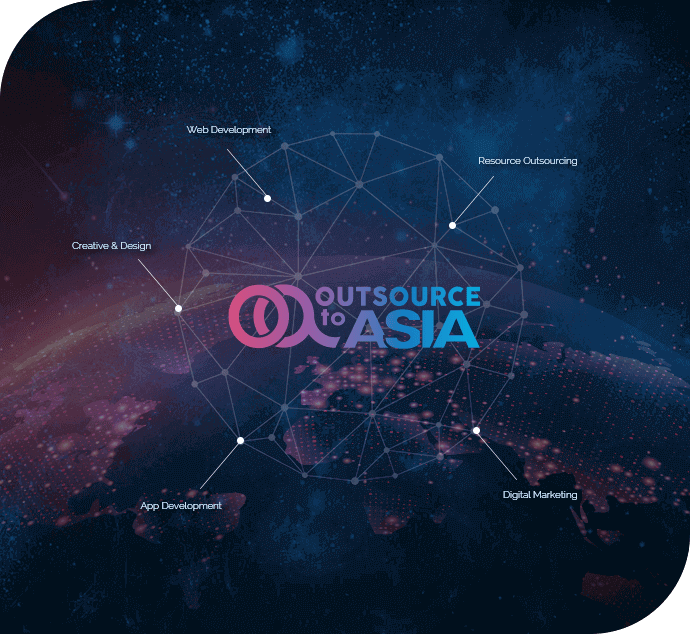 Web Development
Resource Outsourcing
Creative & Design
OUTSOURCE
to ASIA
App Development
Digital Marketing